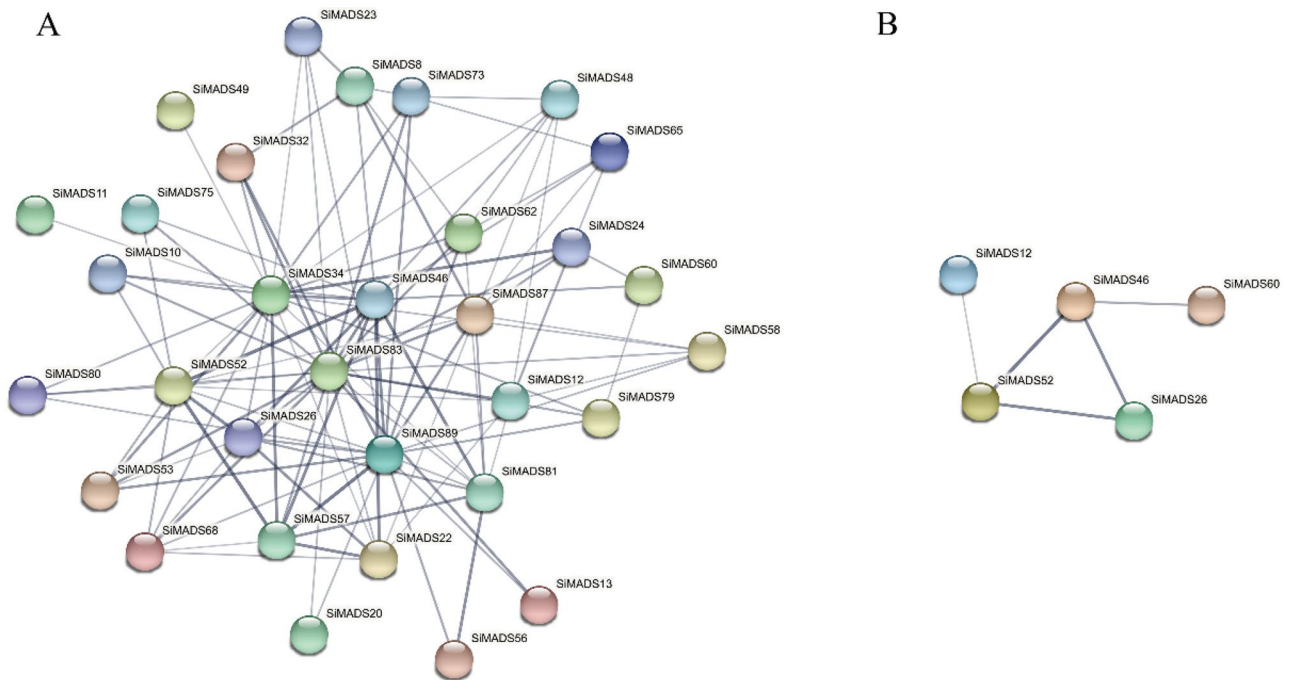 A
B
SiMADS23
SiMADS8
SiMADS73
SiMADS48
SiMADS49
SiMADS65
SiMADS32
SiMADS11
SiMADS75
SiMADS62
SiMADS24
SiMADS10
SiMADS34
SiMADS46
SiMADS87
SiMADS60
SiMADS58
SiMADS83
SiMADS52
SiMADS80
SiMADS12
SiMADS79
SiMADS26
SiMADS89
SiMADS53
SiMADS81
SiMADS68
SiMADS57
SiMADS22
SiMADS13
SiMADS20
SiMADS56
SiMADS12
SiMADS46
SiMADS60
SiMADS52
SiMADS26